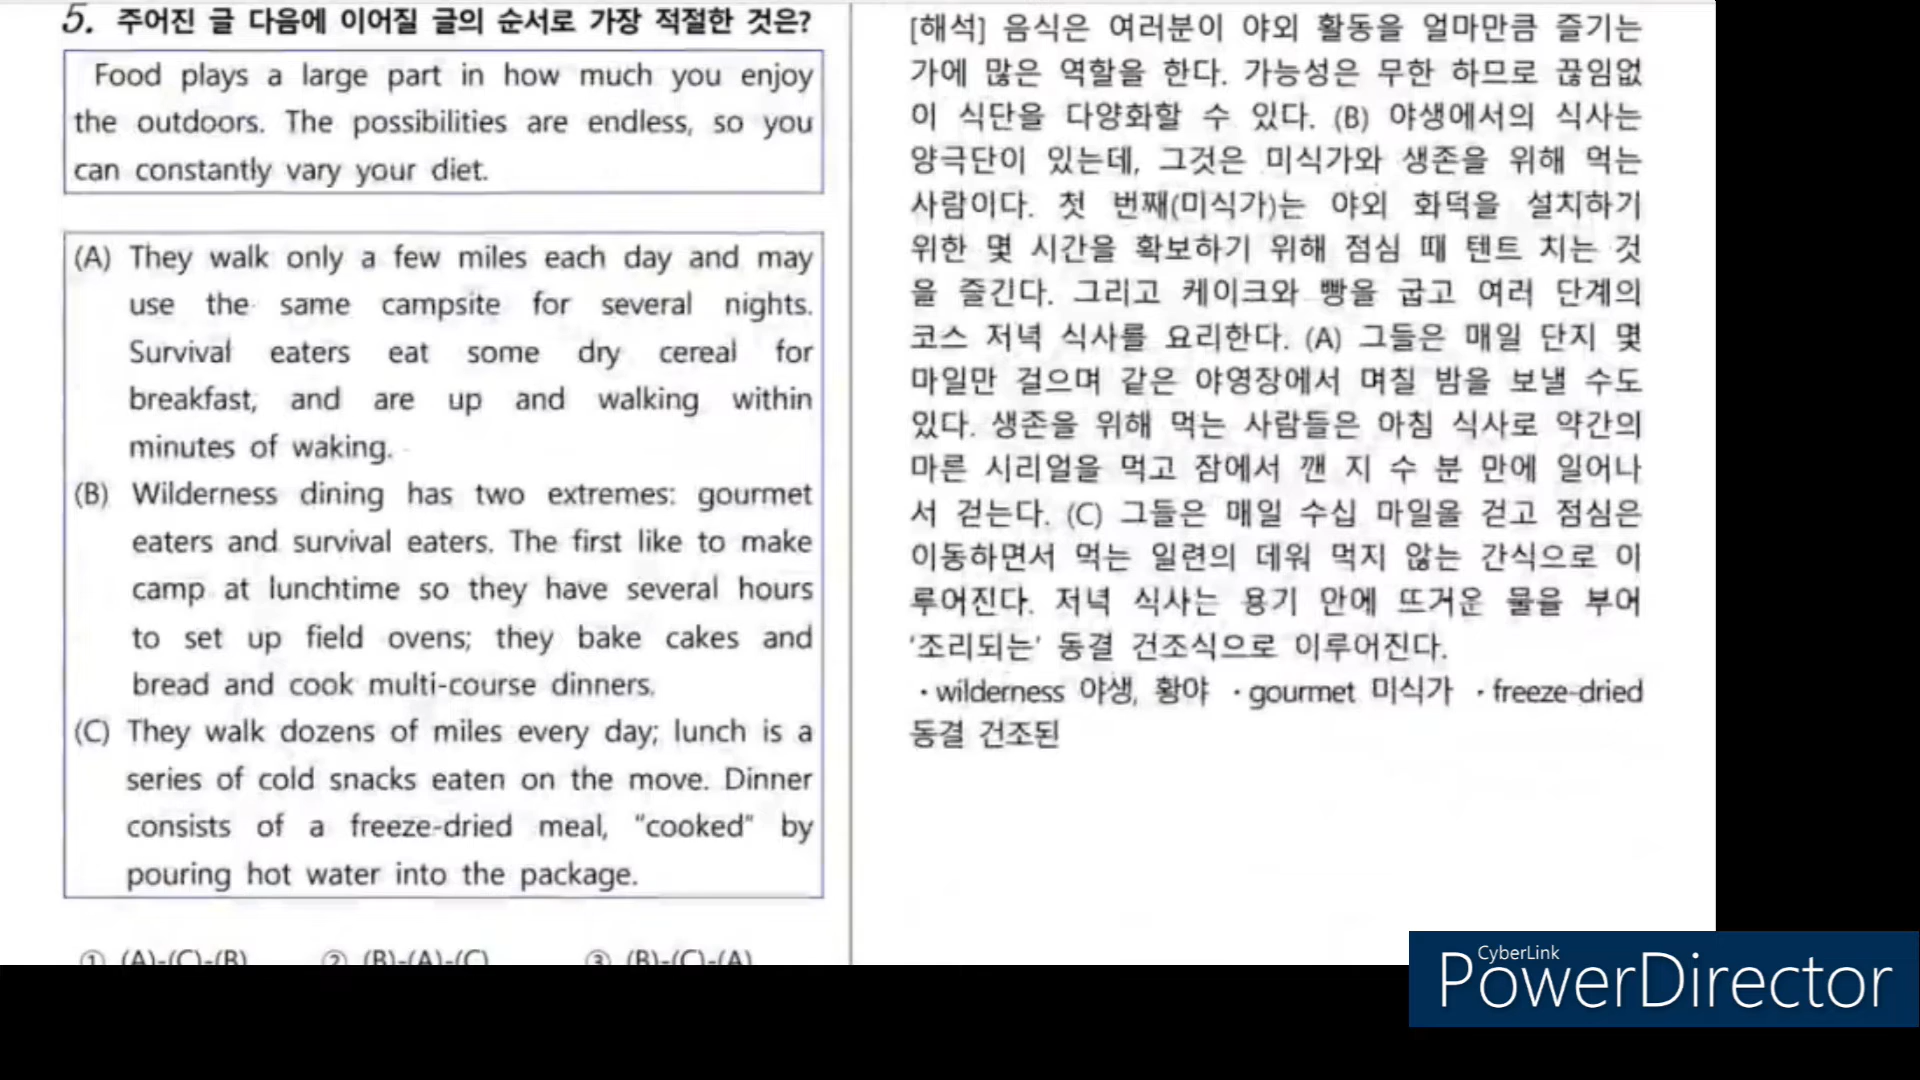 5. 주어진 글 다음에 이어질 글의 순서로 가장 적절한 것은?
Food plays a large part in how much you enjoy
the outdoors. The possibilities are endless, so you
can constantly vary your diet.
(A) They walk only a few miles each day and may
use the same campsite for several nights.
Survival eaters eat some dry cereal for
breakfast, and are up and walking within
minutes of waking.
(B) Wilderness dining has two extremes: gourmet
eaters and survival eaters. The first like to make
camp at lunchtime so they have several hours
to set up field ovens; they bake cakes and
bread and cook multi-course dinners.
(C) They walk dozens of miles every day; lunch is a
series of cold snacks eaten on the move. Dinner
consists of a freeze-dried meal, "cooked" by
pouring hot water into the package.
① (A)-(C)-(B) ② (B)-(A)-(C) ③ (B)-(C)-(A)
[해석] 음식은 여러분이 야외 활동을 얼마만큼 즐기는
가에 많은 역할을 한다. 가능성은 무한 하므로 끊임없
이 식단을 다양화할 수 있다. (B) 야생에서의 식사는
양극단이 있는데, 그것은 미식가와 생존을 위해 먹는
사람이다. 첫 번째(미식가)는 야외 화덕을 설치하기
위한 몇 시간을 확보하기 위해 점심 때 텐트 치는 것
을 즐긴다. 그리고 케이크와 빵을 굽고 여러 단계의
코스 저녁 식사를 요리한다. (A) 그들은 매일 단지 몇
마일만 걸으며 같은 야영장에서 며칠 밤을 보낼 수도
있다. 생존을 위해 먹는 사람들은 아침 식사로 약간의
마른 시리얼을 먹고 잠에서 깬 지 수 분 만에 일어나
서 걷는다. (C) 그들은 매일 수십 마일을 걷고 점심은
이동하면서 먹는 일련의 데워 먹지 않는 간식으로 이
루어진다. 저녁 식사는 용기 안에 뜨거운 물을 부어
'조리되는' 동결 건조식으로 이루어진다.
·wilderness 야생, 황야 ·gourmet 미식가 ·freeze-dried
동결 건조된
CyberLink
PowerDirector